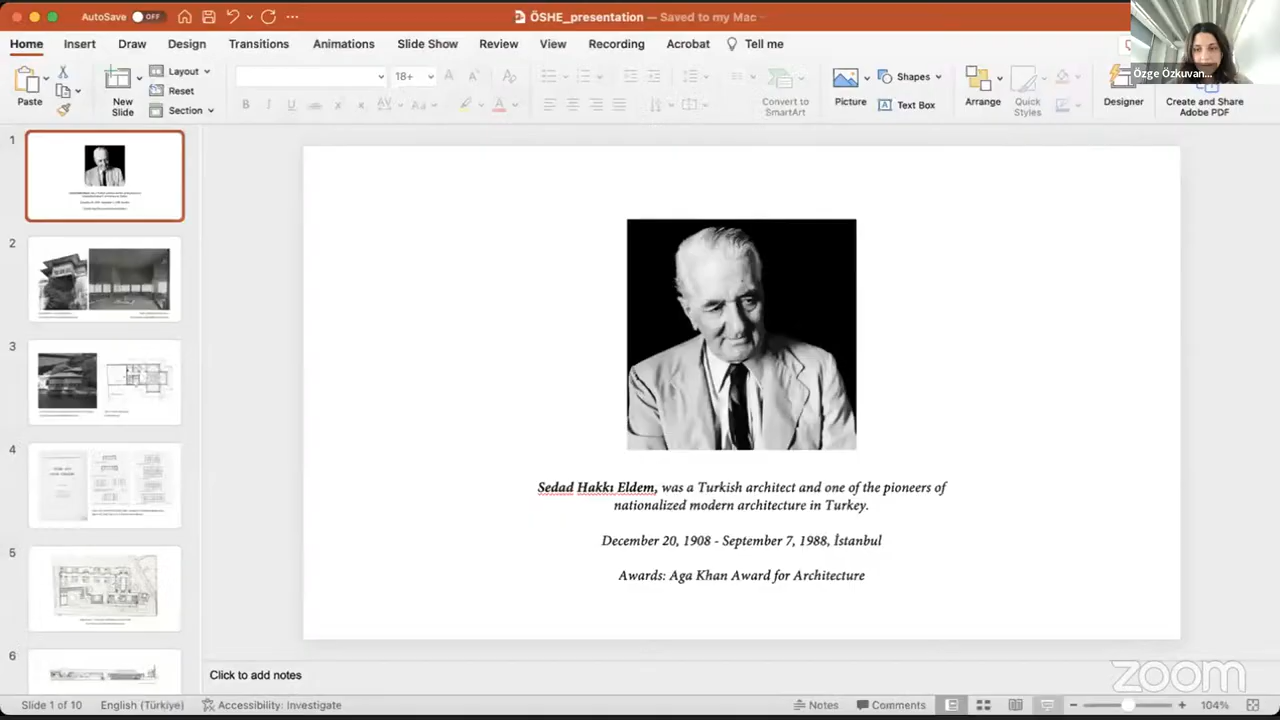 AutoSave OFF
ÖSHE_presentation — Saved to my Mac
Home Insert Draw Design Transitions Animations Slide Show Review View Recording Acrobat Tell me
Özge Özkuvan...
Paste
New
Slide
Layout
Reset
Section
18+
B I U
Convert to
SmartArt
Picture
Shapes
Text Box
Arrange
Quick
Styles
Designer
Create and Share
Adobe PDF
1
2
3
4
5
6
Sedad Hakkı Eldem, was a Turkish architect and one of the pioneers of
nationalized modern architecture in Turkey.
December 20, 1908 - September 7, 1988, İstanbul
Awards: Aga Khan Award for Architecture
Click to add notes
zoom
Slide 1 of 10 English (Türkiye) Accessibility: Investigate Notes Comments 104%